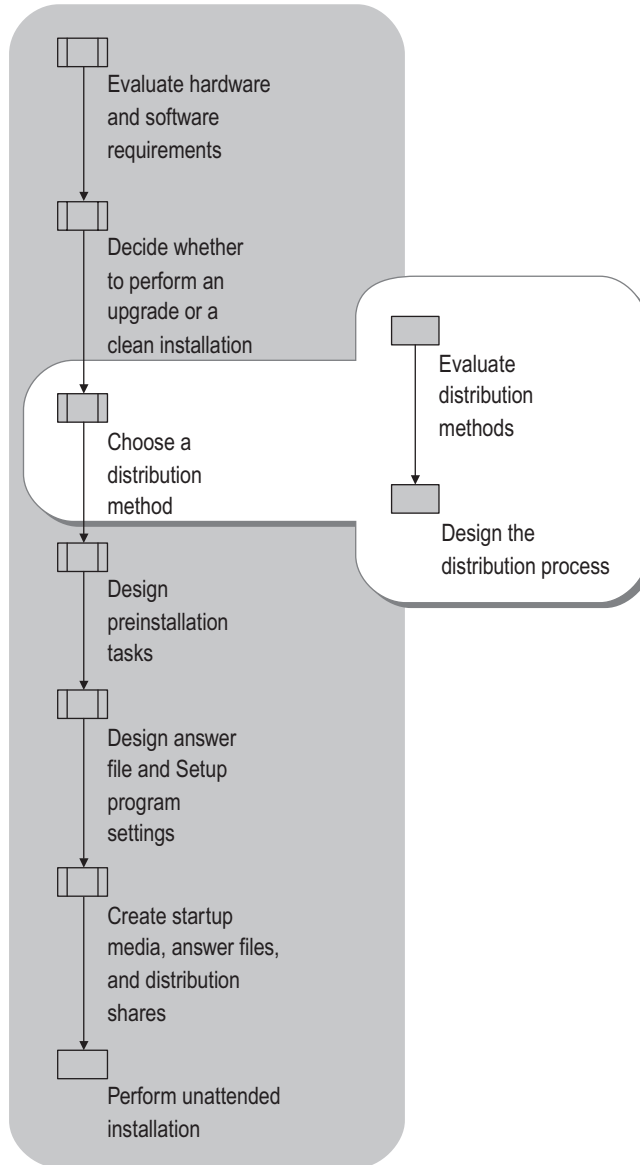 Evaluate hardware
and software
requirements
Decide whether
to perform an
upgrade or a
clean installation
Choose a
distribution
method
Evaluate
distribution
methods
Design the
distribution process
Design
preinstallation
tasks
Design answer
file and Setup
program
settings
Create startup
media, answer files,
and distribution
shares
Perform unattended
installation